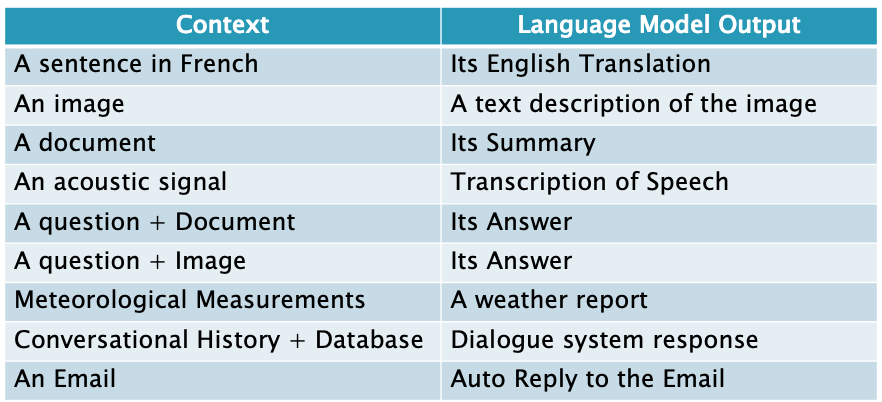 Context Language Model Output
A sentence in French Its English Translation
An image A text description of the image
A document Its Summary
An acoustic signal Transcription of Speech
A question + Document Its Answer
A question + Image Its Answer
Meteorological Measurements A weather report
Conversational History + Database Dialogue system response
An Email Auto Reply to the Email